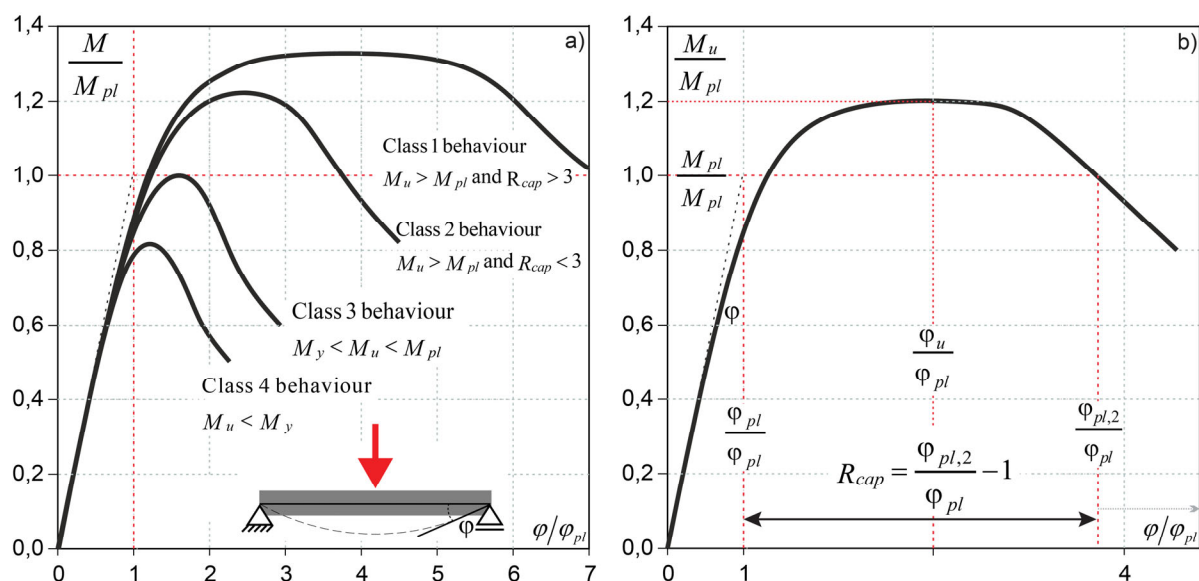 1,4
1,2
1,0
0,8
0,6
0,4
0,2
0,0
M
M pl
a)
Class 1 behaviour
M u > M pl and R cap > 3
Class 2 behaviour
M u > M pl and R cap < 3
Class 3 behaviour
M y < M u < M pl
Class 4 behaviour
M u < M y
φ
φ/φ pl
0 1 2 3 4 5 6 7
1,4
1,2
1,0
0,8
0,6
0,4
0,2
0,0
M u
M pl
M pl
M pl
b)
φ
φ u
φ pl
φ pl
φ pl
φ pl,2
φ pl
R cap = φ pl,2 / φ pl − 1
φ/φ pl
0 1 4